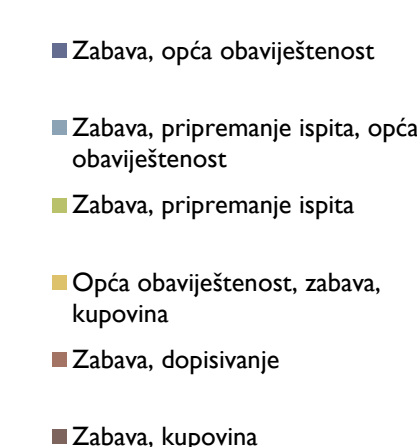 Zabava, opća obaviještenost
Zabava, pripremanje ispita, opća
obaviještenost
Zabava, pripremanje ispita
Opća obaviještenost, zabava,
kupovina
Zabava, dopisivanje
Zabava, kupovina